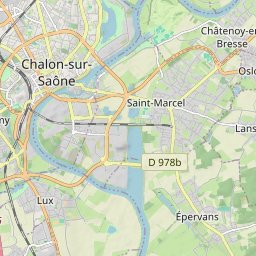 Châtenoy-en-
Bresse
Chalon-sur-
Saône
Oslo
Saint-Marcel
ny
Lans
D 978b
Lux
Épervans